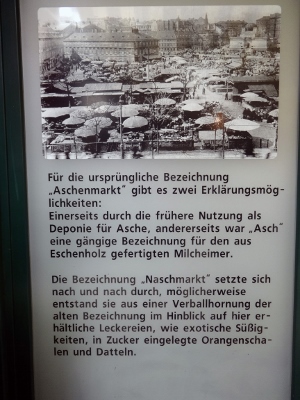 Für die ursprüngliche Bezeichnung
„Aschenmarkt" gibt es zwei Erklärungsmög-
lichkeiten:
Einerseits durch die frühere Nutzung als
Deponie für Asche, andererseits war „Asch"
eine gängige Bezeichnung für den aus
Eschenholz gefertigten Milcheimer.
Die Bezeichnung „Naschmarkt" setzte sich
nach und nach durch, möglicherweise
entstand sie aus einer Verballhornung der
alten Bezeichnung im Hinblick auf hier er-
hältliche Leckereien, wie exotische Süßig-
keiten, in Zucker eingelegte Orangenscha-
len und Datteln.